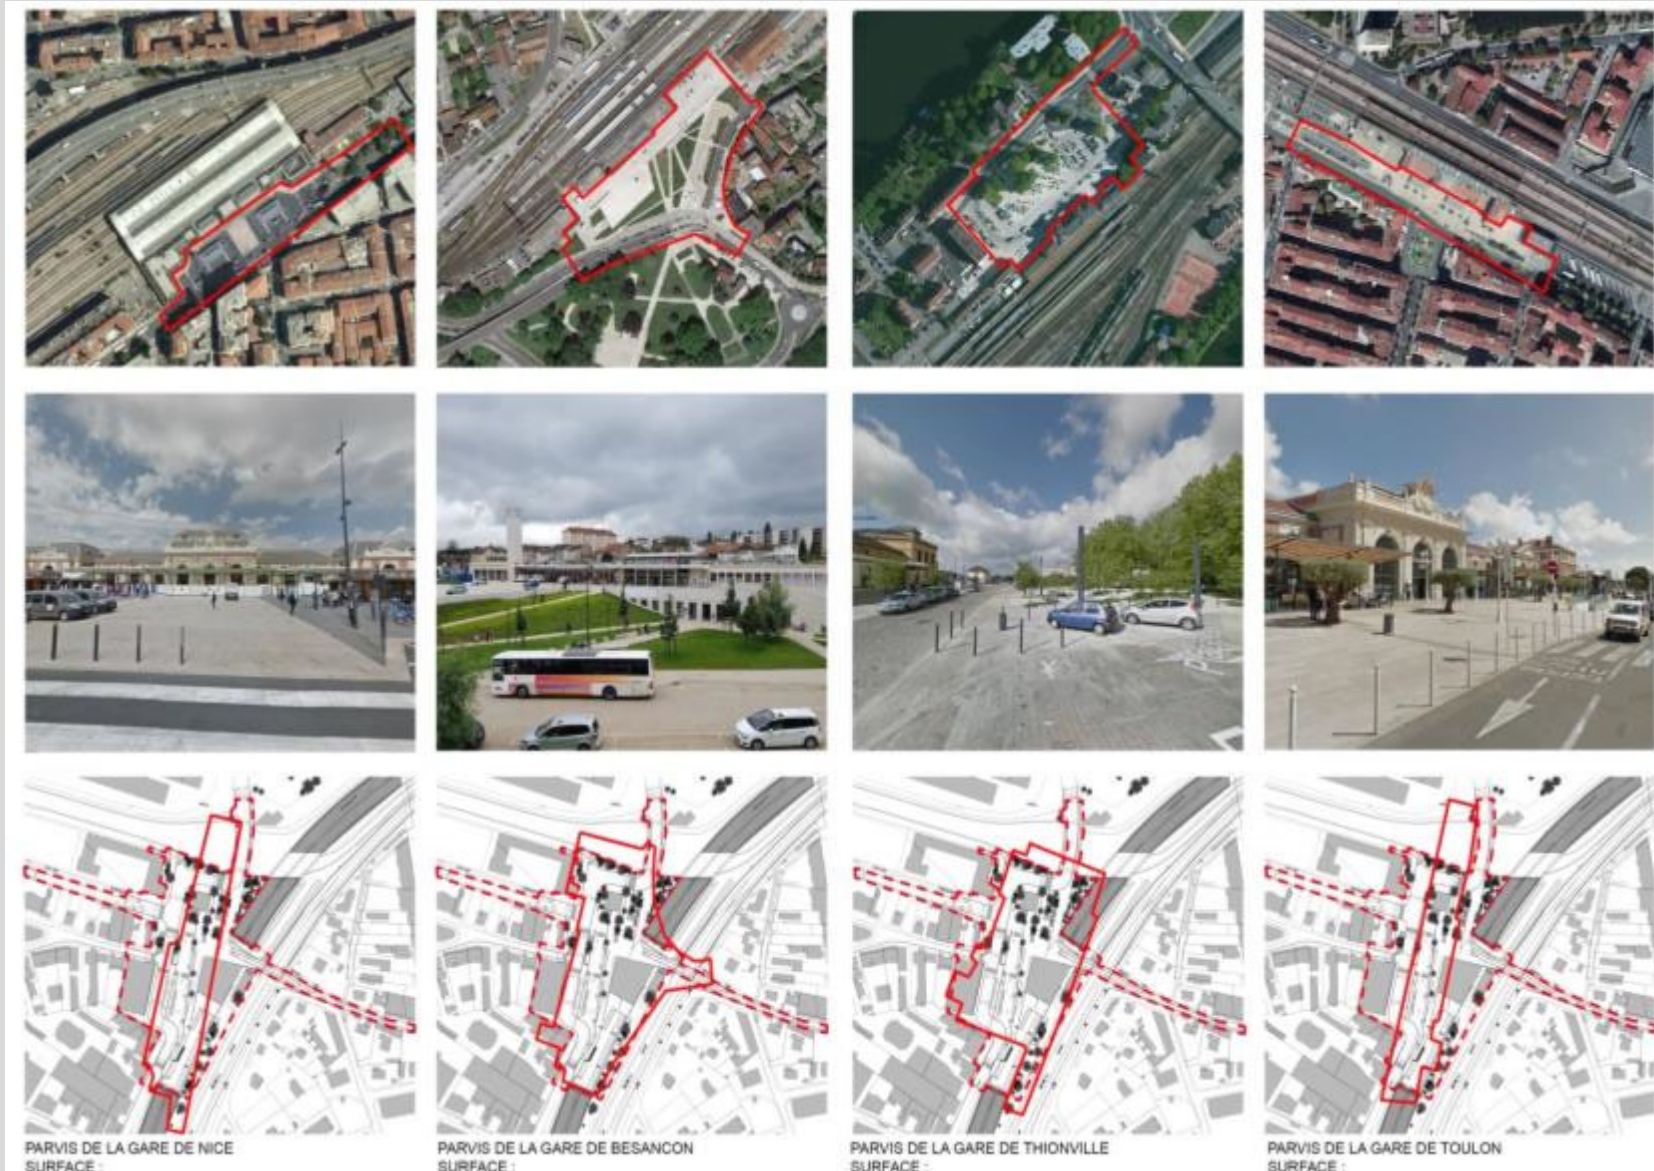 PARVIS DE LA GARE DE NICE
SURFACE :
PARVIS DE LA GARE DE BESANCON
SURFACE :
PARVIS DE LA GARE DE THIONVILLE
SURFACE :
PARVIS DE LA GARE DE TOULON
SURFACE :